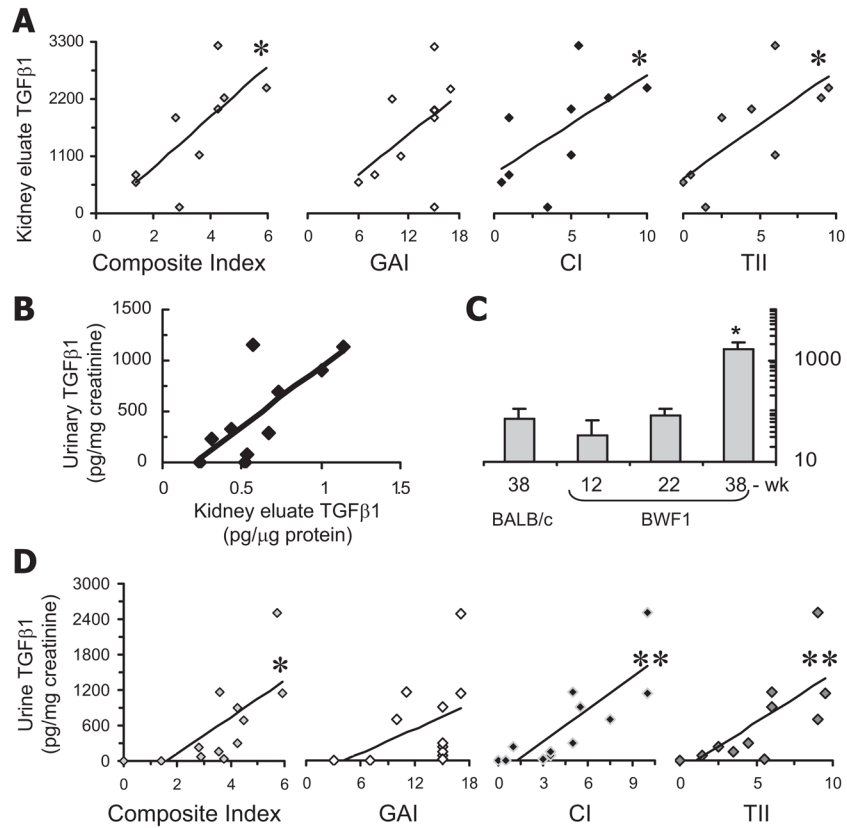 A
Kidney eluate TGFβ1
3300
2200
1100
0
*
*
*
0 2 4 6
0 6 12 18
0 5 10
0 5 10
Composite Index
GAI
CI
TII
B
Urinary TGFβ1
(pg/mg creatinine)
1500
1000
500
0
0 0.5 1 1.5
Kidney eluate TGFβ1
(pg/μg protein)
C
*
1000
10
38 12 22 38 - wk
BALB/c BWF1
D
Urine TGFβ1
(pg/mg creatinine)
3000
2400
1800
1200
600
0
*
**
**
0 2 4 6
0 6 12 18
0 3 6 9
0 5 10
Composite Index
GAI
CI
TII